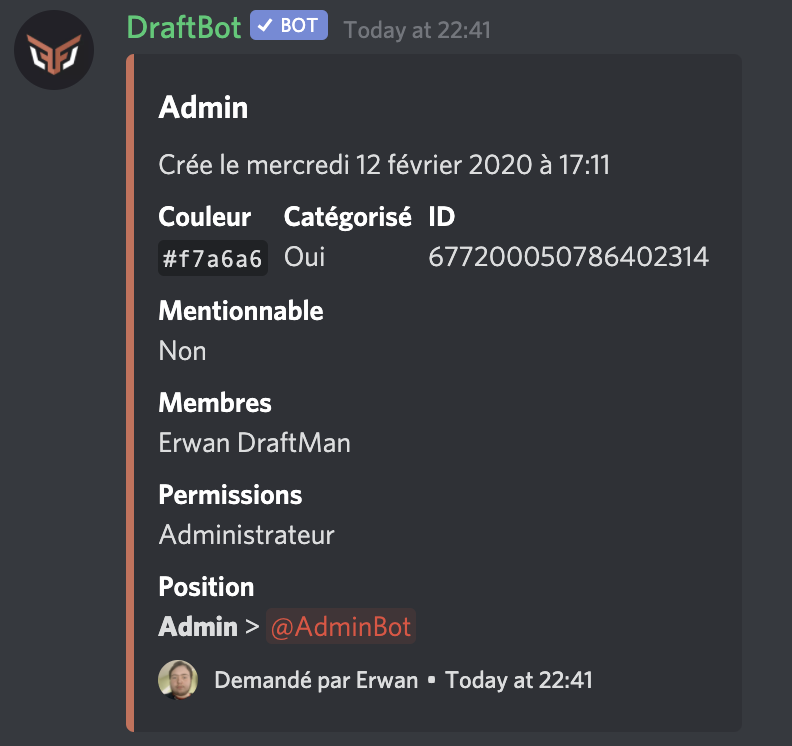 DraftBot ✓ BOT Today at 22:41
Admin
Crée le mercredi 12 février 2020 à 17:11
Couleur Catégorisé ID
#f7a6a6 Oui 677200050786402314
Mentionnable
Non
Membres
Erwan DraftMan
Permissions
Administrateur
Position
Admin > @AdminBot
Demandé par Erwan • Today at 22:41